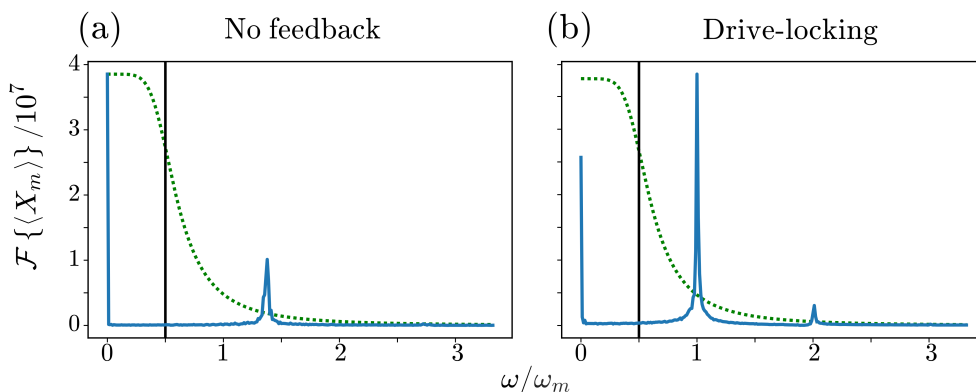 (a) No feedback
(b) Drive-locking
ℱ {⟨X_m⟩} /10^7
4
3
2
1
0
0 1 2 3
0 1 2 3
ω/ω_m